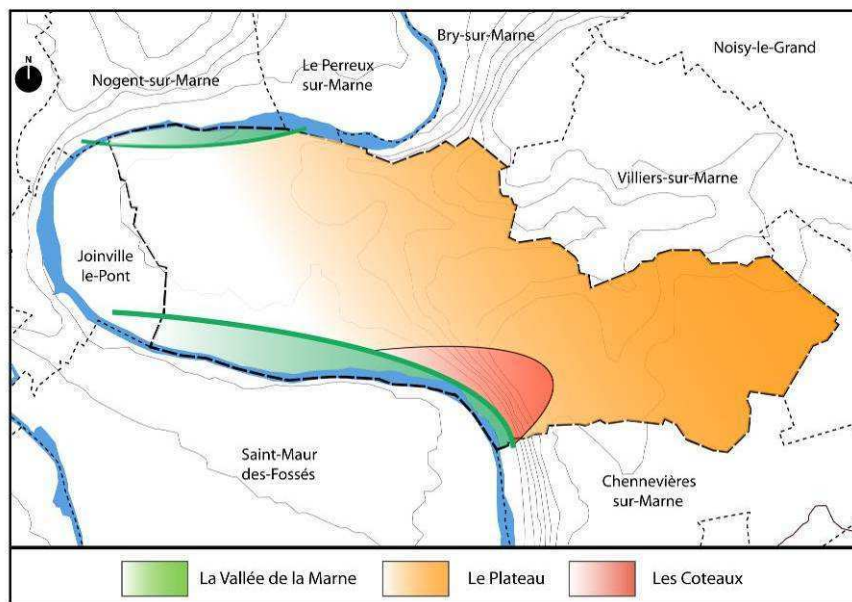 Bry-sur-Marne
Noisy-le-Grand
Le Perreux
sur-Marne
N
Nogent-sur-Marne
Villiers-sur-Marne
Joinville
le-Pont
Saint-Maur
des-Fossés
Chennevières
sur-Marne
La Vallée de la Marne
Le Plateau
Les Coteaux